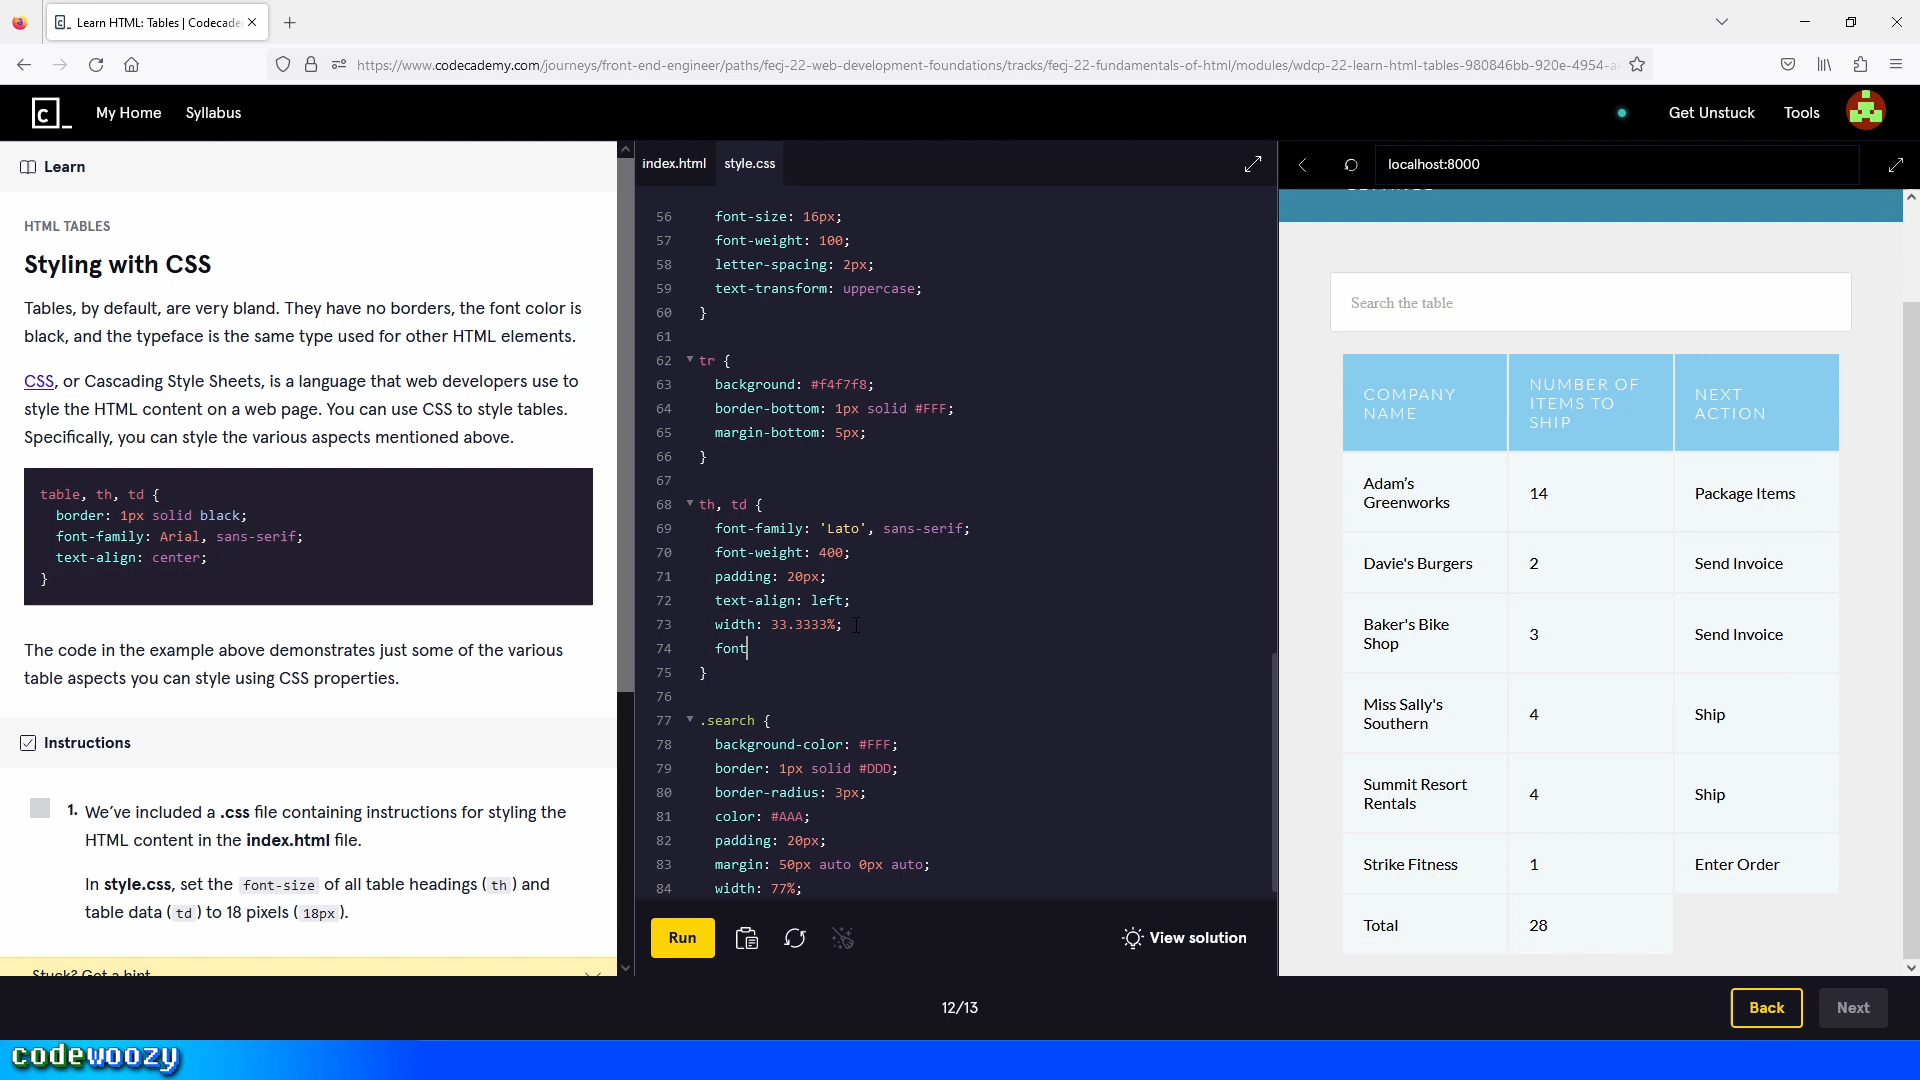 Learn HTML: Tables | Codecade
https://www.codecademy.com/journeys/front-end-engineer/paths/fecj-22-web-development-foundations/tracks/fecj-22-fundamentals-of-html/modules/wdcp-22-learn-html-tables-980846bb-920e-4954-a
My Home
Syllabus
Get Unstuck
Tools
Learn
HTML TABLES
Styling with CSS
Tables, by default, are very bland. They have no borders, the font color is
black, and the typeface is the same type used for other HTML elements.
CSS, or Cascading Style Sheets, is a language that web developers use to
style the HTML content on a web page. You can use CSS to style tables.
Specifically, you can style the various aspects mentioned above.
table, th, td {
border: 1px solid black;
font-family: Arial, sans-serif;
text-align: center;
}
The code in the example above demonstrates just some of the various
table aspects you can style using CSS properties.
Instructions
1. We've included a .css file containing instructions for styling the
HTML content in the index.html file.
In style.css, set the font-size of all table headings ( th ) and
table data ( td ) to 18 pixels ( 18px ).
Stuck? Get a hint
index.html
style.css
56 font-size: 16px;
57 font-weight: 100;
58 letter-spacing: 2px;
59 text-transform: uppercase;
60 }
61
62 tr {
63 background: #f4f7f8;
64 border-bottom: 1px solid #FFF;
65 margin-bottom: 5px;
66 }
67
68 th, td {
69 font-family: 'Lato', sans-serif;
70 font-weight: 400;
71 padding: 20px;
72 text-align: left;
73 width: 33.3333%;
74 font
75 }
76
77 .search {
78 background-color: #FFF;
79 border: 1px solid #DDD;
80 border-radius: 3px;
81 color: #AAA;
82 padding: 20px;
83 margin: 50px auto 0px auto;
84 width: 77%;
Run
View solution
localhost:8000
Search the table
COMPANY
NAME
NUMBER OF
ITEMS TO
SHIP
NEXT
ACTION
Adam's
Greenworks
14
Package Items
Davie's Burgers
2
Send Invoice
Baker's Bike
Shop
3
Send Invoice
Miss Sally's
Southern
4
Ship
Summit Resort
Rentals
4
Ship
Strike Fitness
1
Enter Order
Total
28
12/13
Back
Next
codewoozy